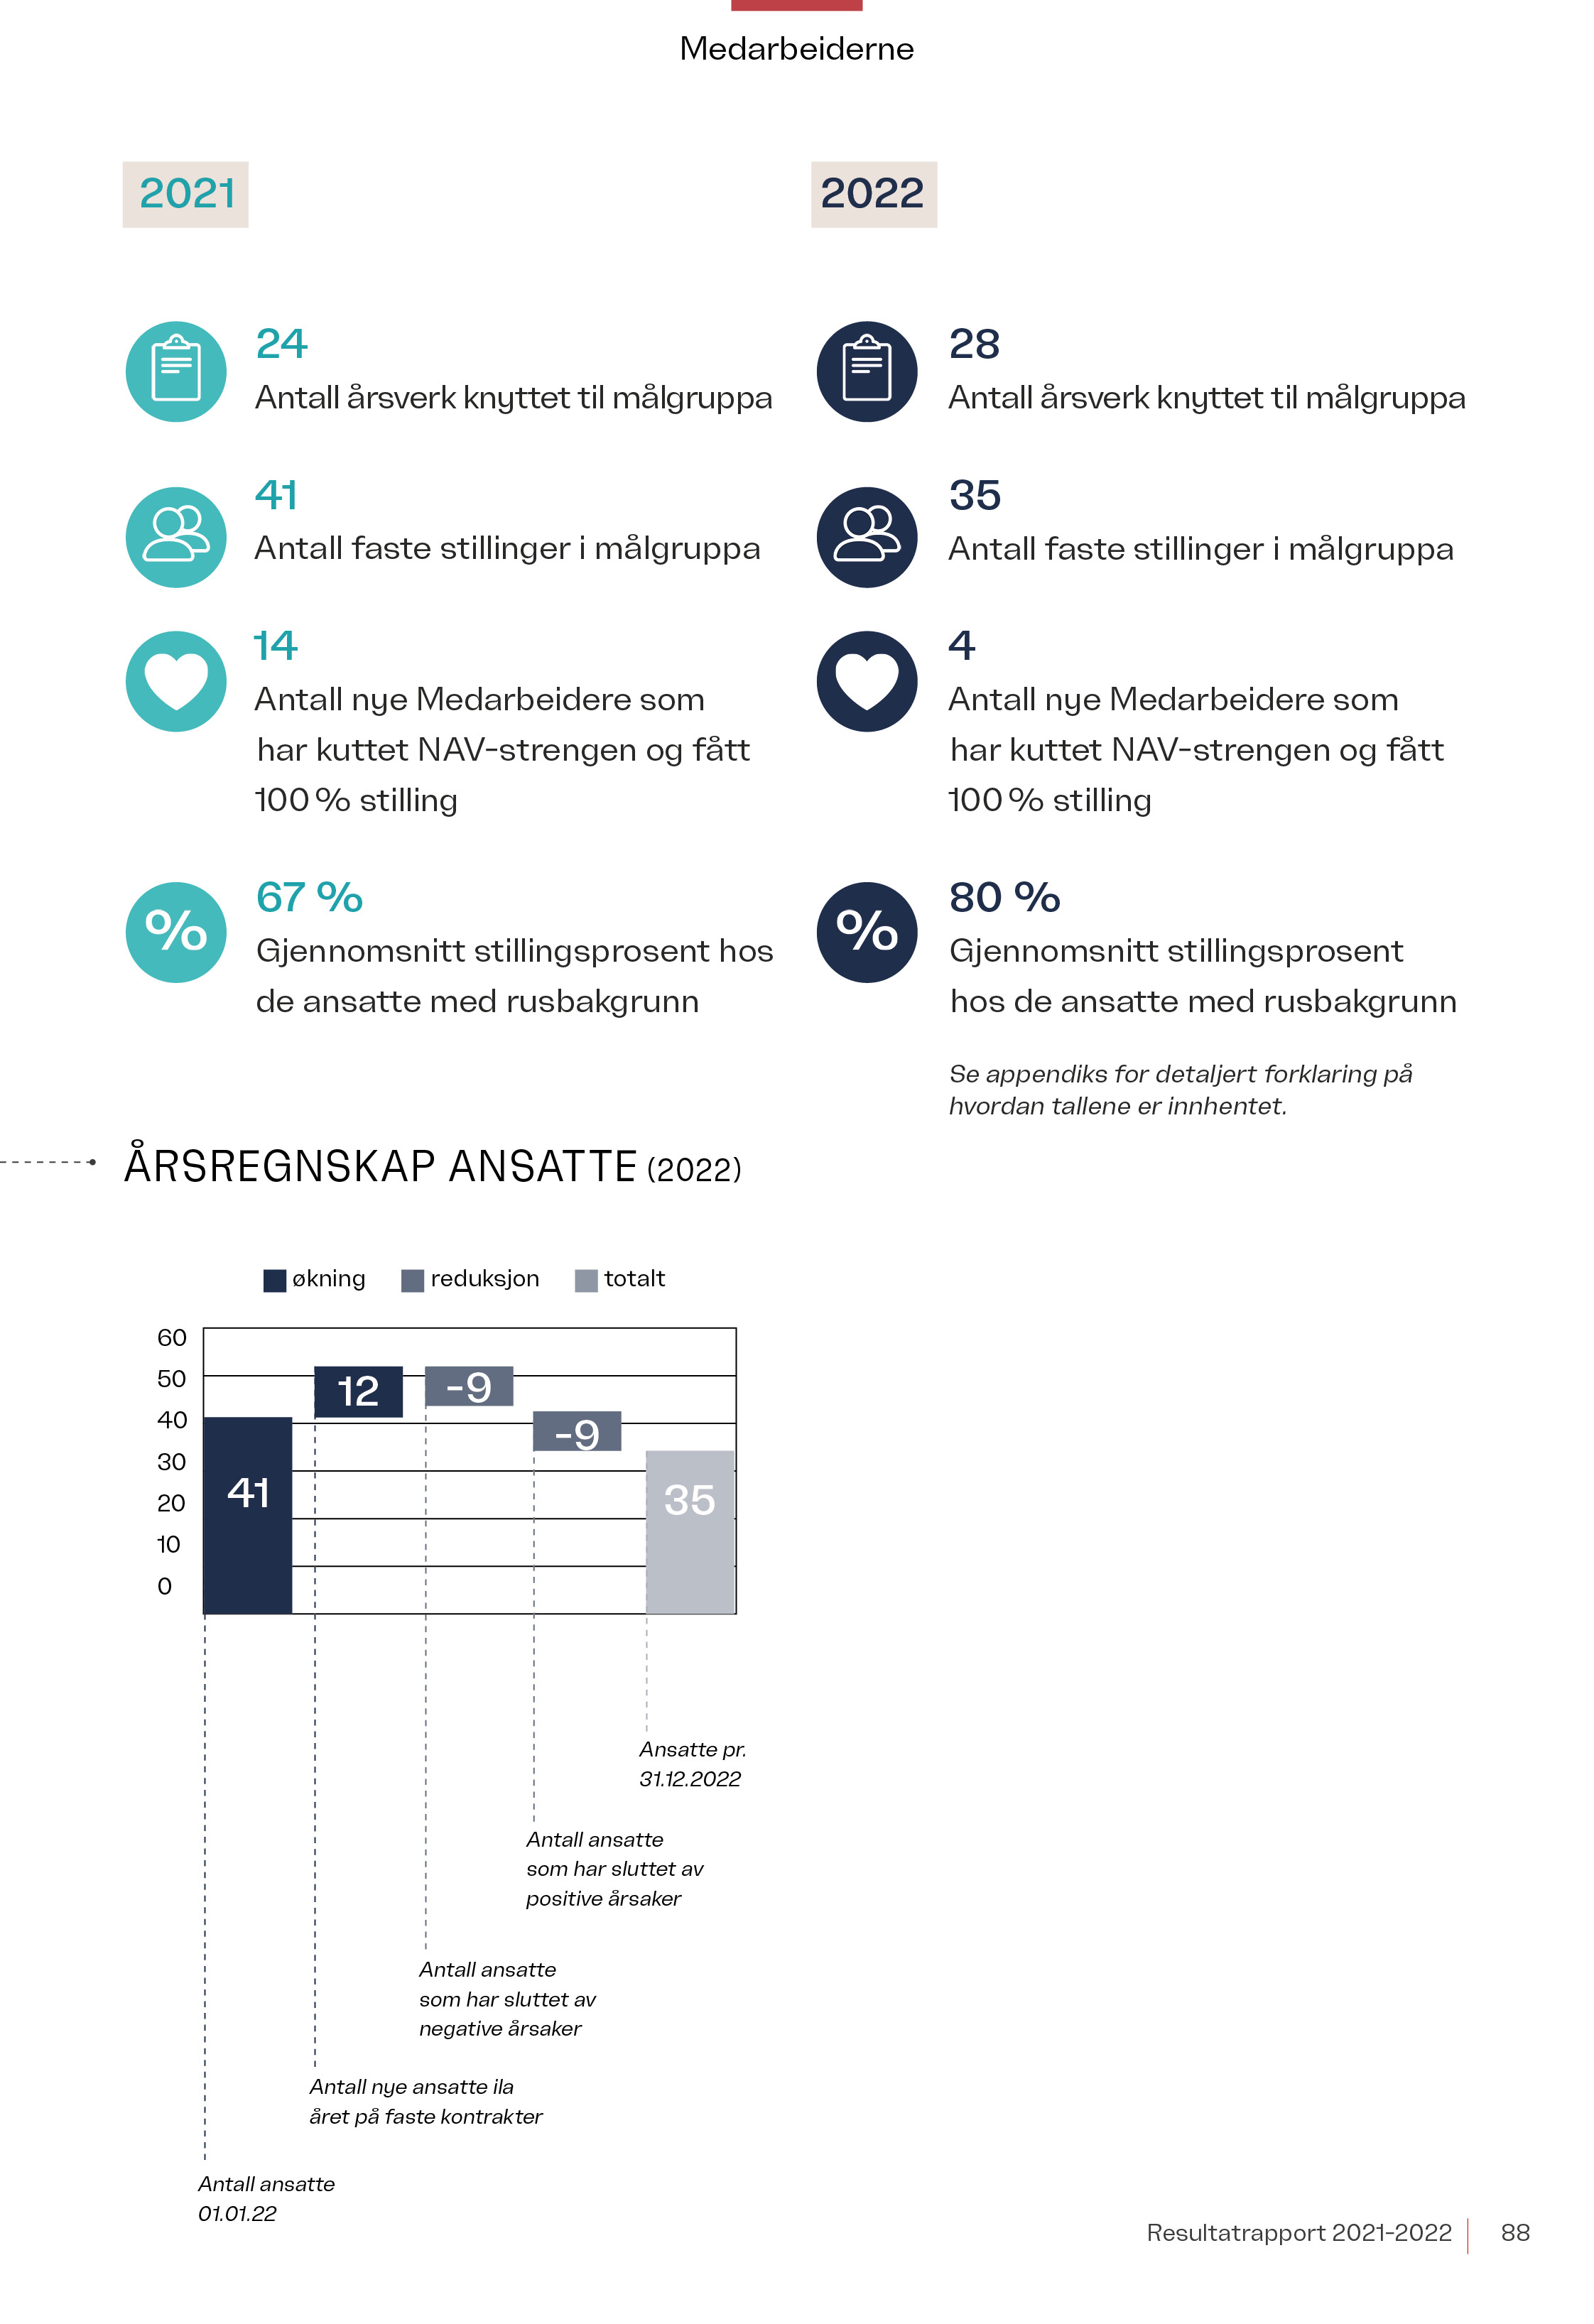 Medarbeiderne
2021
24
Antall årsverk knyttet til målgruppa
41
Antall faste stillinger i målgruppa
14
Antall nye Medarbeidere som
har kuttet NAV-strengen og fått
100 % stilling
%
67 %
Gjennomsnitt stillingsprosent hos
de ansatte med rusbakgrunn
2022
28
Antall årsverk knyttet til målgruppa
35
Antall faste stillinger i målgruppa
4
Antall nye Medarbeidere som
har kuttet NAV-strengen og fått
100 % stilling
%
80 %
Gjennomsnitt stillingsprosent
hos de ansatte med rusbakgrunn
Se appendiks for detaljert forklaring på
hvordan tallene er innhentet.
ÅRSREGNSKAP ANSATTE (2022)
økning reduksjon totalt
60
50
40
30
20
10
0
41
12
-9
-9
35
Ansatte pr.
31.12.2022
Antall ansatte
som har sluttet av
positive årsaker
Antall ansatte
som har sluttet av
negative årsaker
Antall nye ansatte ila
året på faste kontrakter
Antall ansatte
01.01.22
Resultatrapport 2021-2022 88